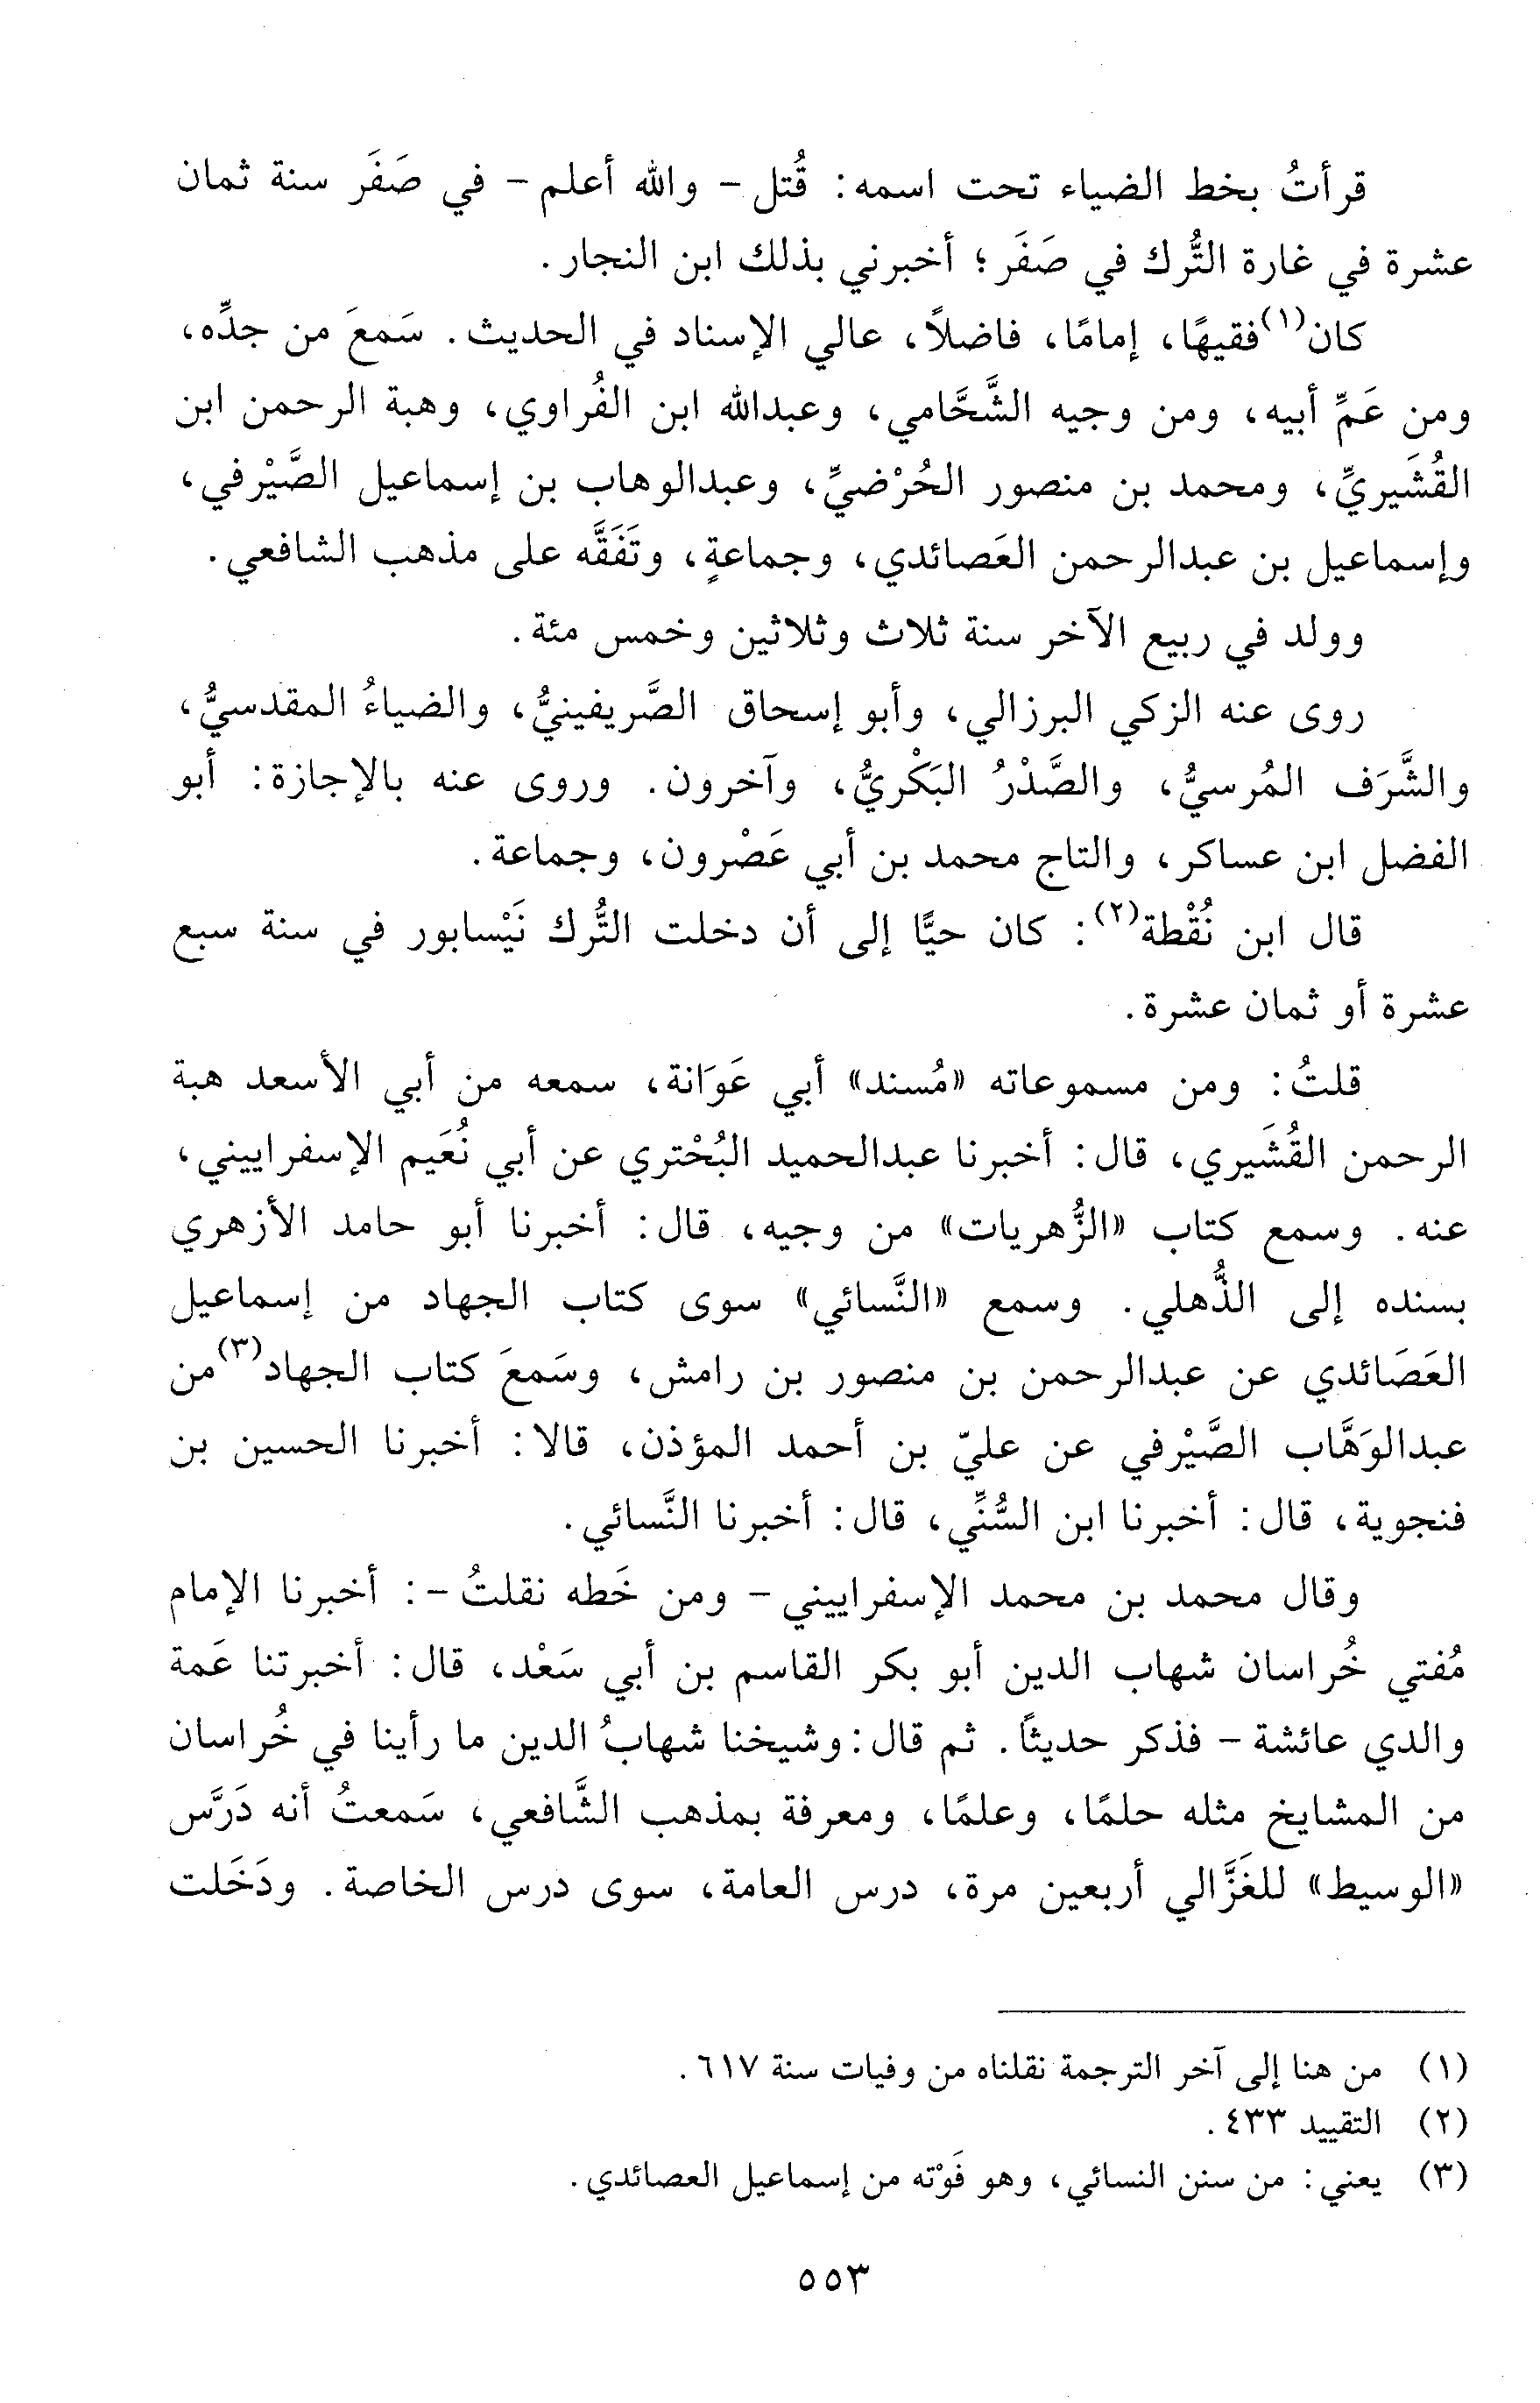 قرأتُ بخط الضياء تحت اسمه: قُتل - والله أعلم - في صَفَر سنة ثمان
عشرة في غارة التُّرك في صَفَر؛ أخبرني بذلك ابن النجار.
كان(١) فقيهًا، إمامًا، فاضلاً، عالي الإسناد في الحديث. سَمعَ من جدِّه،
ومن عَمِّ أبيه، ومن وجيه الشَّحَّامي، وعبدالله ابن الفُراوي، وهبة الرحمن ابن
القُشَيريِّ، ومحمد بن منصور الحُرْضيِّ، وعبدالوهاب بن إسماعيل الصَّيْرفي،
وإسماعيل بن عبدالرحمن العَصائدي، وجماعةٍ، وتَفَقَّه على مذهب الشافعي.
وولد في ربيع الآخر سنة ثلاث وثلاثين وخمس مئة.
روى عنه الزكي البرزالي، وأبو إسحاق الصَّريفينيُّ، والضياءُ المقدسيُّ،
والشَّرَف المُرسيُّ، والصَّدْرُ البَكْريُّ، وآخرون. وروى عنه بالإجازة: أبو
الفضل ابن عساكر، والتاج محمد بن أبي عَصْرون، وجماعة.
قال ابن نُقْطة(٢): كان حيًّا إلى أن دخلت التُّرك نَيْسابور في سنة سبع
عشرة أو ثمان عشرة.
قلتُ: ومن مسموعاته «مُسند» أبي عَوَانة، سمعه من أبي الأسعد هبة
الرحمن القُشَيري، قال: أخبرنا عبدالحميد البُحْتري عن أبي نُعَيم الإسفراييني،
عنه. وسمع كتاب «الزُّهريات» من وجيه، قال: أخبرنا أبو حامد الأزهري
بسنده إلى الذُّهلي. وسمع «النَّسائي» سوى كتاب الجهاد من إسماعيل
العَصَائدي عن عبدالرحمن بن منصور بن رامش، وسَمعَ كتاب الجهاد(٣) من
عبدالوَهَّاب الصَّيْرفي عن عليّ بن أحمد المؤذن، قالا: أخبرنا الحسين بن
فنجوية، قال: أخبرنا ابن السُّنِّي، قال: أخبرنا النَّسائي.
وقال محمد بن محمد الإسفراييني - ومن خَطه نقلتُ -: أخبرنا الإمام
مُفتي خُراسان شهاب الدين أبو بكر القاسم بن أبي سَعْد، قال: أخبرتنا عَمة
والدي عائشة - فذكر حديثًا. ثم قال: وشيخنا شهابُ الدين ما رأينا في خُراسان
من المشايخ مثله حلمًا، وعلمًا، ومعرفة بمذهب الشَّافعي، سَمعتُ أنه دَرَّس
«الوسيط» للغَزَّالي أربعين مرة، درس العامة، سوى درس الخاصة. ودَخَلت
(١) من هنا إلى آخر الترجمة نقلناه من وفيات سنة ٦١٧.
(٢) التقييد ٤٣٣.
(٣) يعني: من سنن النسائي، وهو فَوْته من إسماعيل العصائدي.
٥٥٣